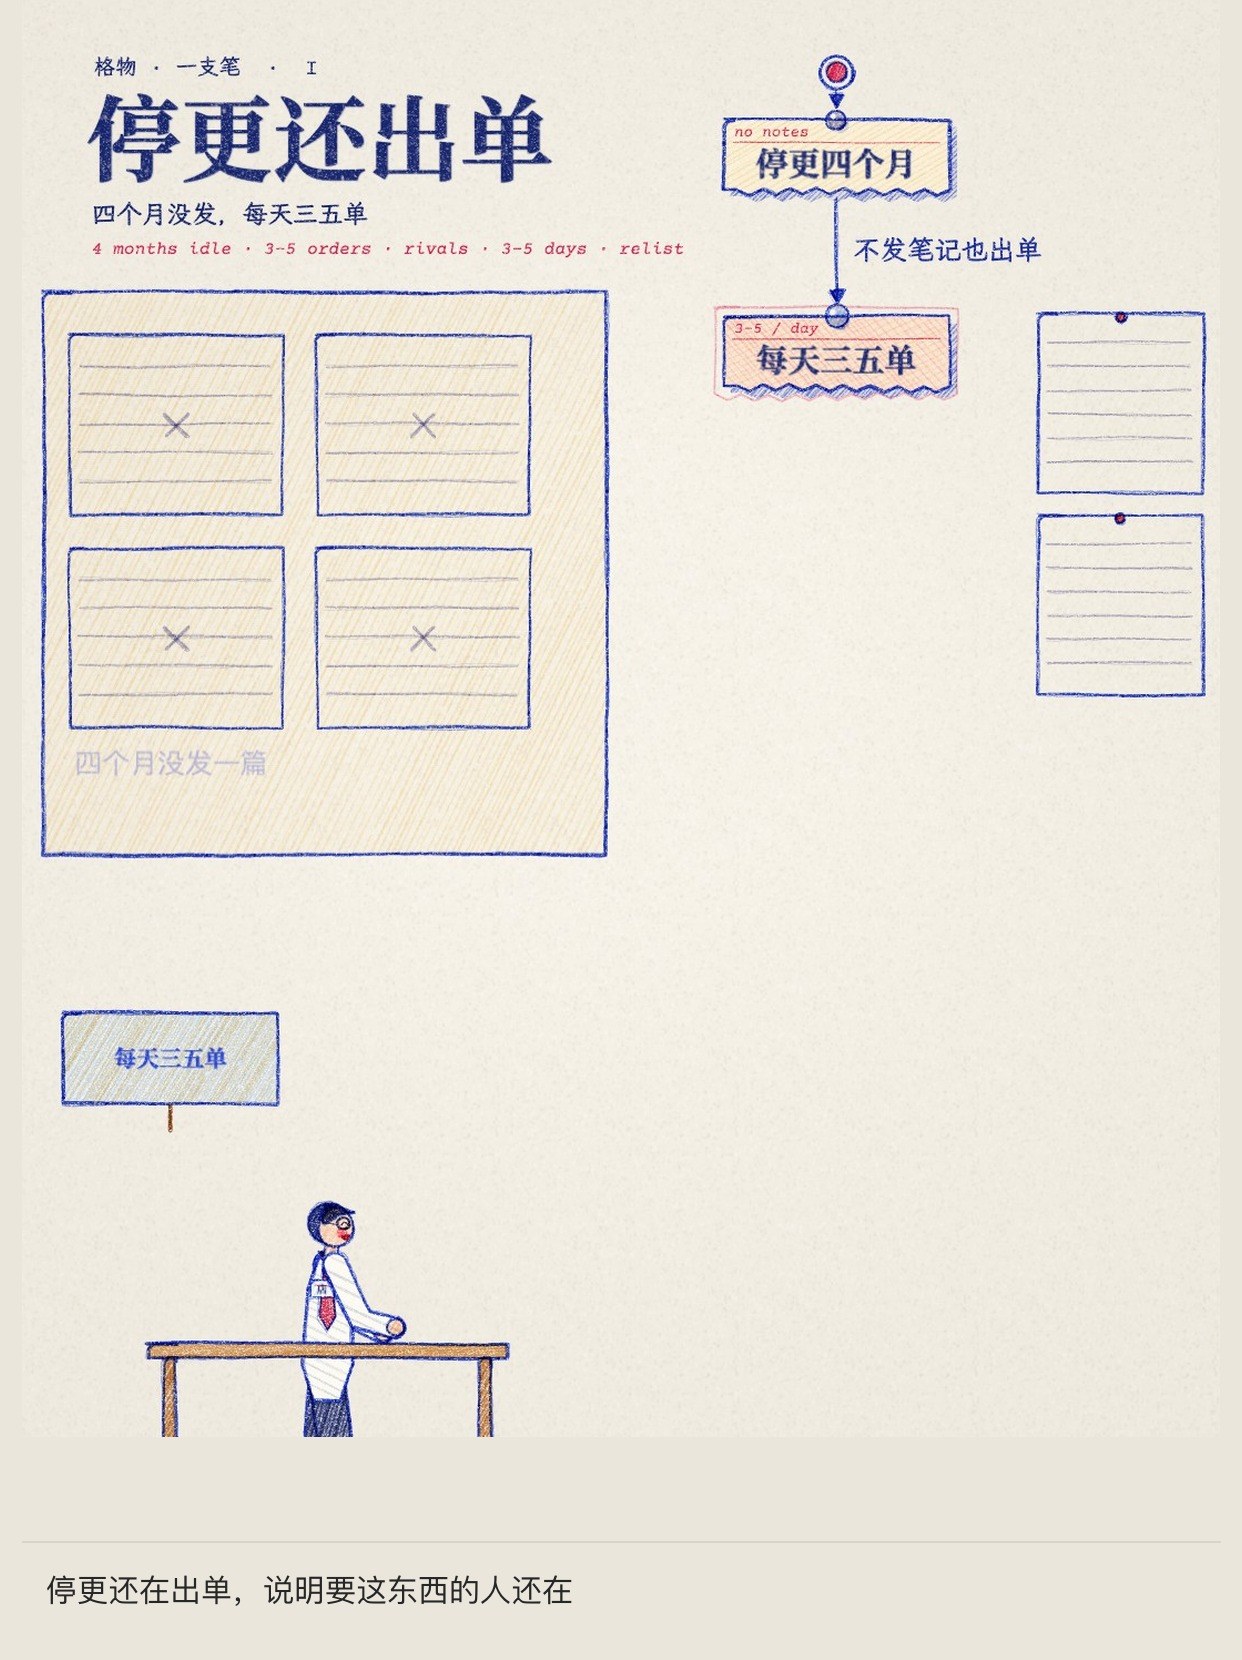 格物 · 一支笔 · I
停更还出单
四个月没发，每天三五单
4 months idle · 3-5 orders · rivals · 3-5 days · relist
no notes
停更四个月
不发笔记也出单
3-5 / day
每天三五单
四个月没发一篇
每天三五单
店
停更还在出单，说明要这东西的人还在